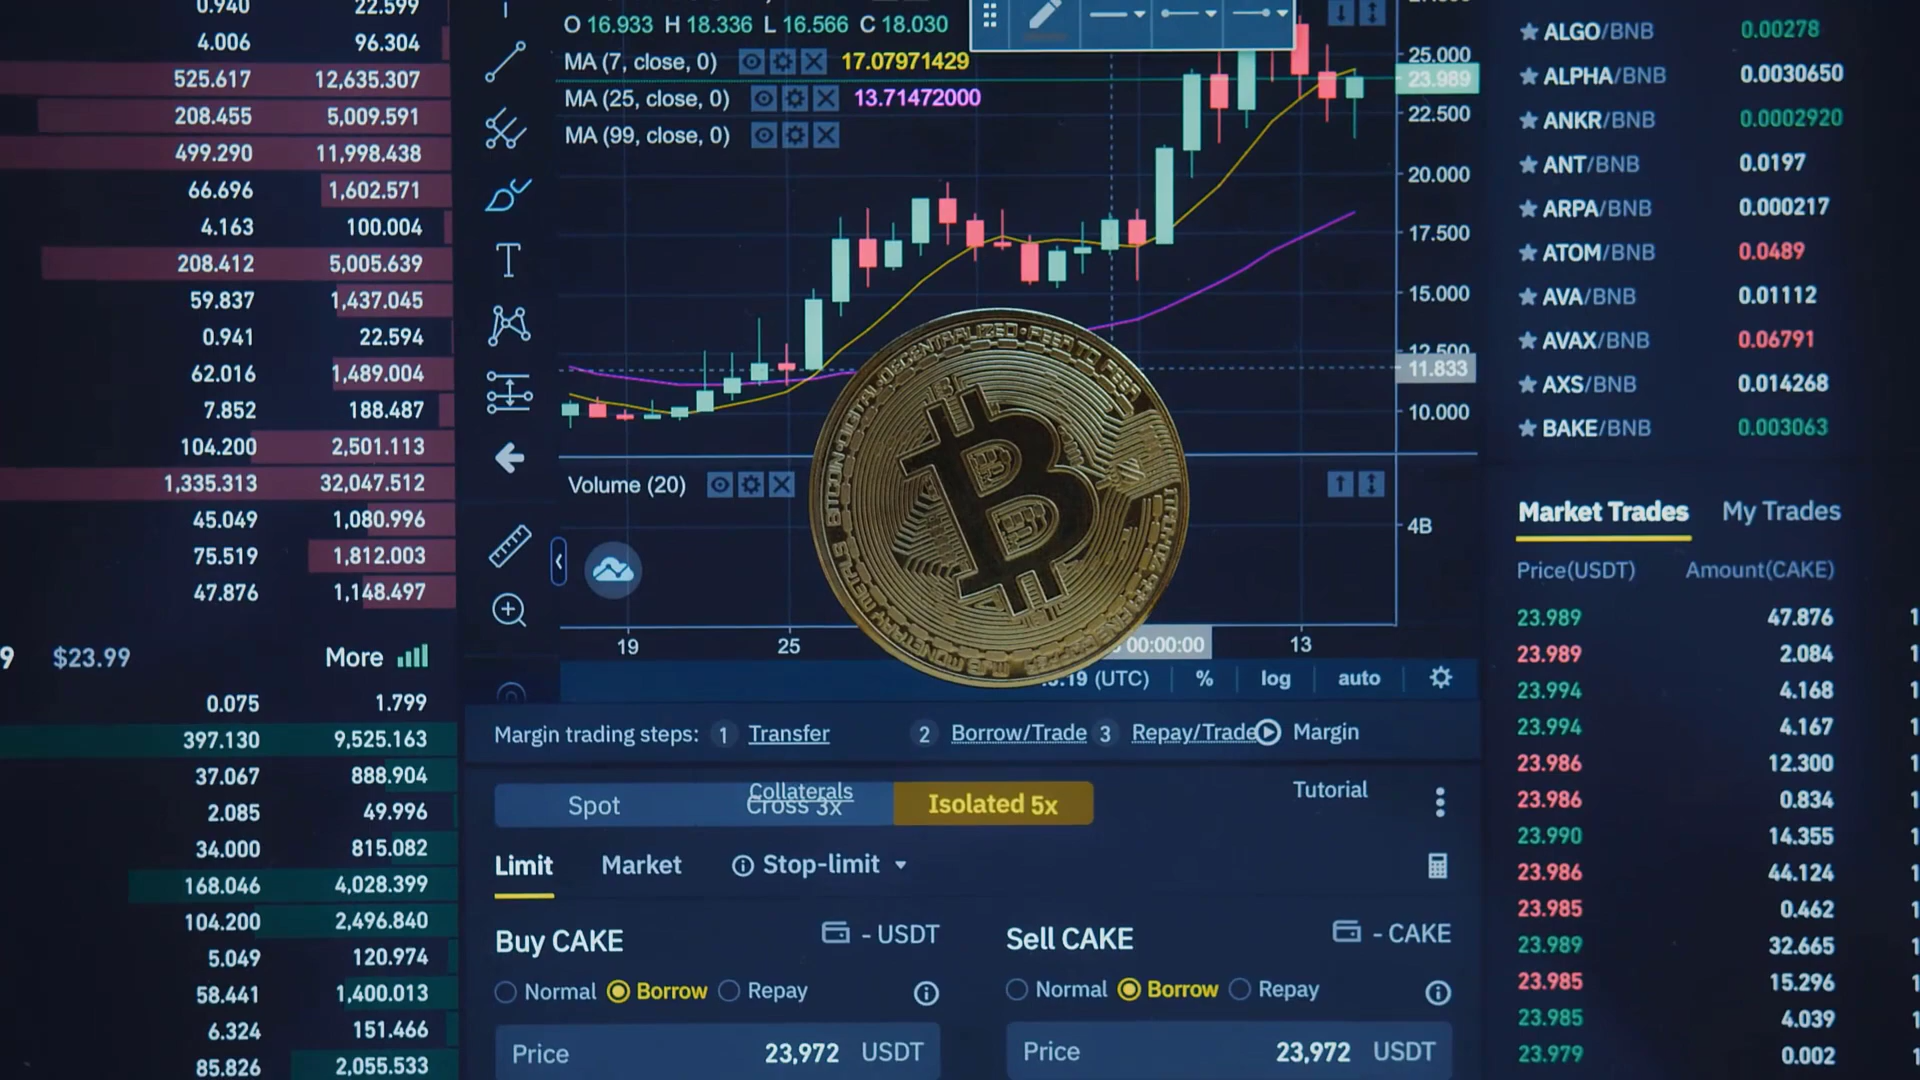 0.940 22.599
4.006 96.304
525.617 12,635.307
208.455 5,009.591
499.290 11,998.438
66.696 1,602.571
4.163 100.004
208.412 5,005.639
59.837 1,437.045
0.941 22.594
62.016 1,489.004
7.852 188.487
104.200 2,501.113
1,335.313 32,047.512
45.049 1,080.996
75.519 1,812.003
47.876 1,148.497
9 $23.99 More
0.075 1.799
397.130 9,525.163
37.067 888.904
2.085 49.996
34.000 815.082
168.046 4,028.399
104.200 2,496.840
5.049 120.974
58.441 1,400.013
6.324 151.466
85.826 2,055.533
O 16.933 H 18.336 L 16.566 C 18.030
MA (7, close, 0) 17.07971429
MA (25, close, 0) 13.71472000
MA (99, close, 0)
25.000
23.989
22.500
20.000
17.500
15.000
12.500
11.833
10.000
Volume (20)
4B
19 25 00:00:00 13
19 (UTC) % log auto
BITCOIN DIGITAL DECENTRALIZED PEER TO PEER
Margin trading steps: 1 Transfer 2 Borrow/Trade 3 Repay/Trade Margin
Collaterals Tutorial
Spot Cross 3x Isolated 5x
Limit Market Stop-limit
Buy CAKE - USDT Sell CAKE - CAKE
Normal Borrow Repay Normal Borrow Repay
Price 23,972 USDT Price 23,972 USDT
ALGO/BNB 0.00278
ALPHA/BNB 0.0030650
ANKR/BNB 0.0002920
ANT/BNB 0.0197
ARPA/BNB 0.000217
ATOM/BNB 0.0489
AVA/BNB 0.01112
AVAX/BNB 0.06791
AXS/BNB 0.014268
BAKE/BNB 0.003063
Market Trades My Trades
Price(USDT) Amount(CAKE)
23.989 47.876
23.989 2.084
23.994 4.168
23.994 4.167
23.986 12.300
23.986 0.834
23.990 14.355
23.986 44.124
23.985 0.462
23.989 32.665
23.985 15.296
23.985 4.039
23.979 0.002